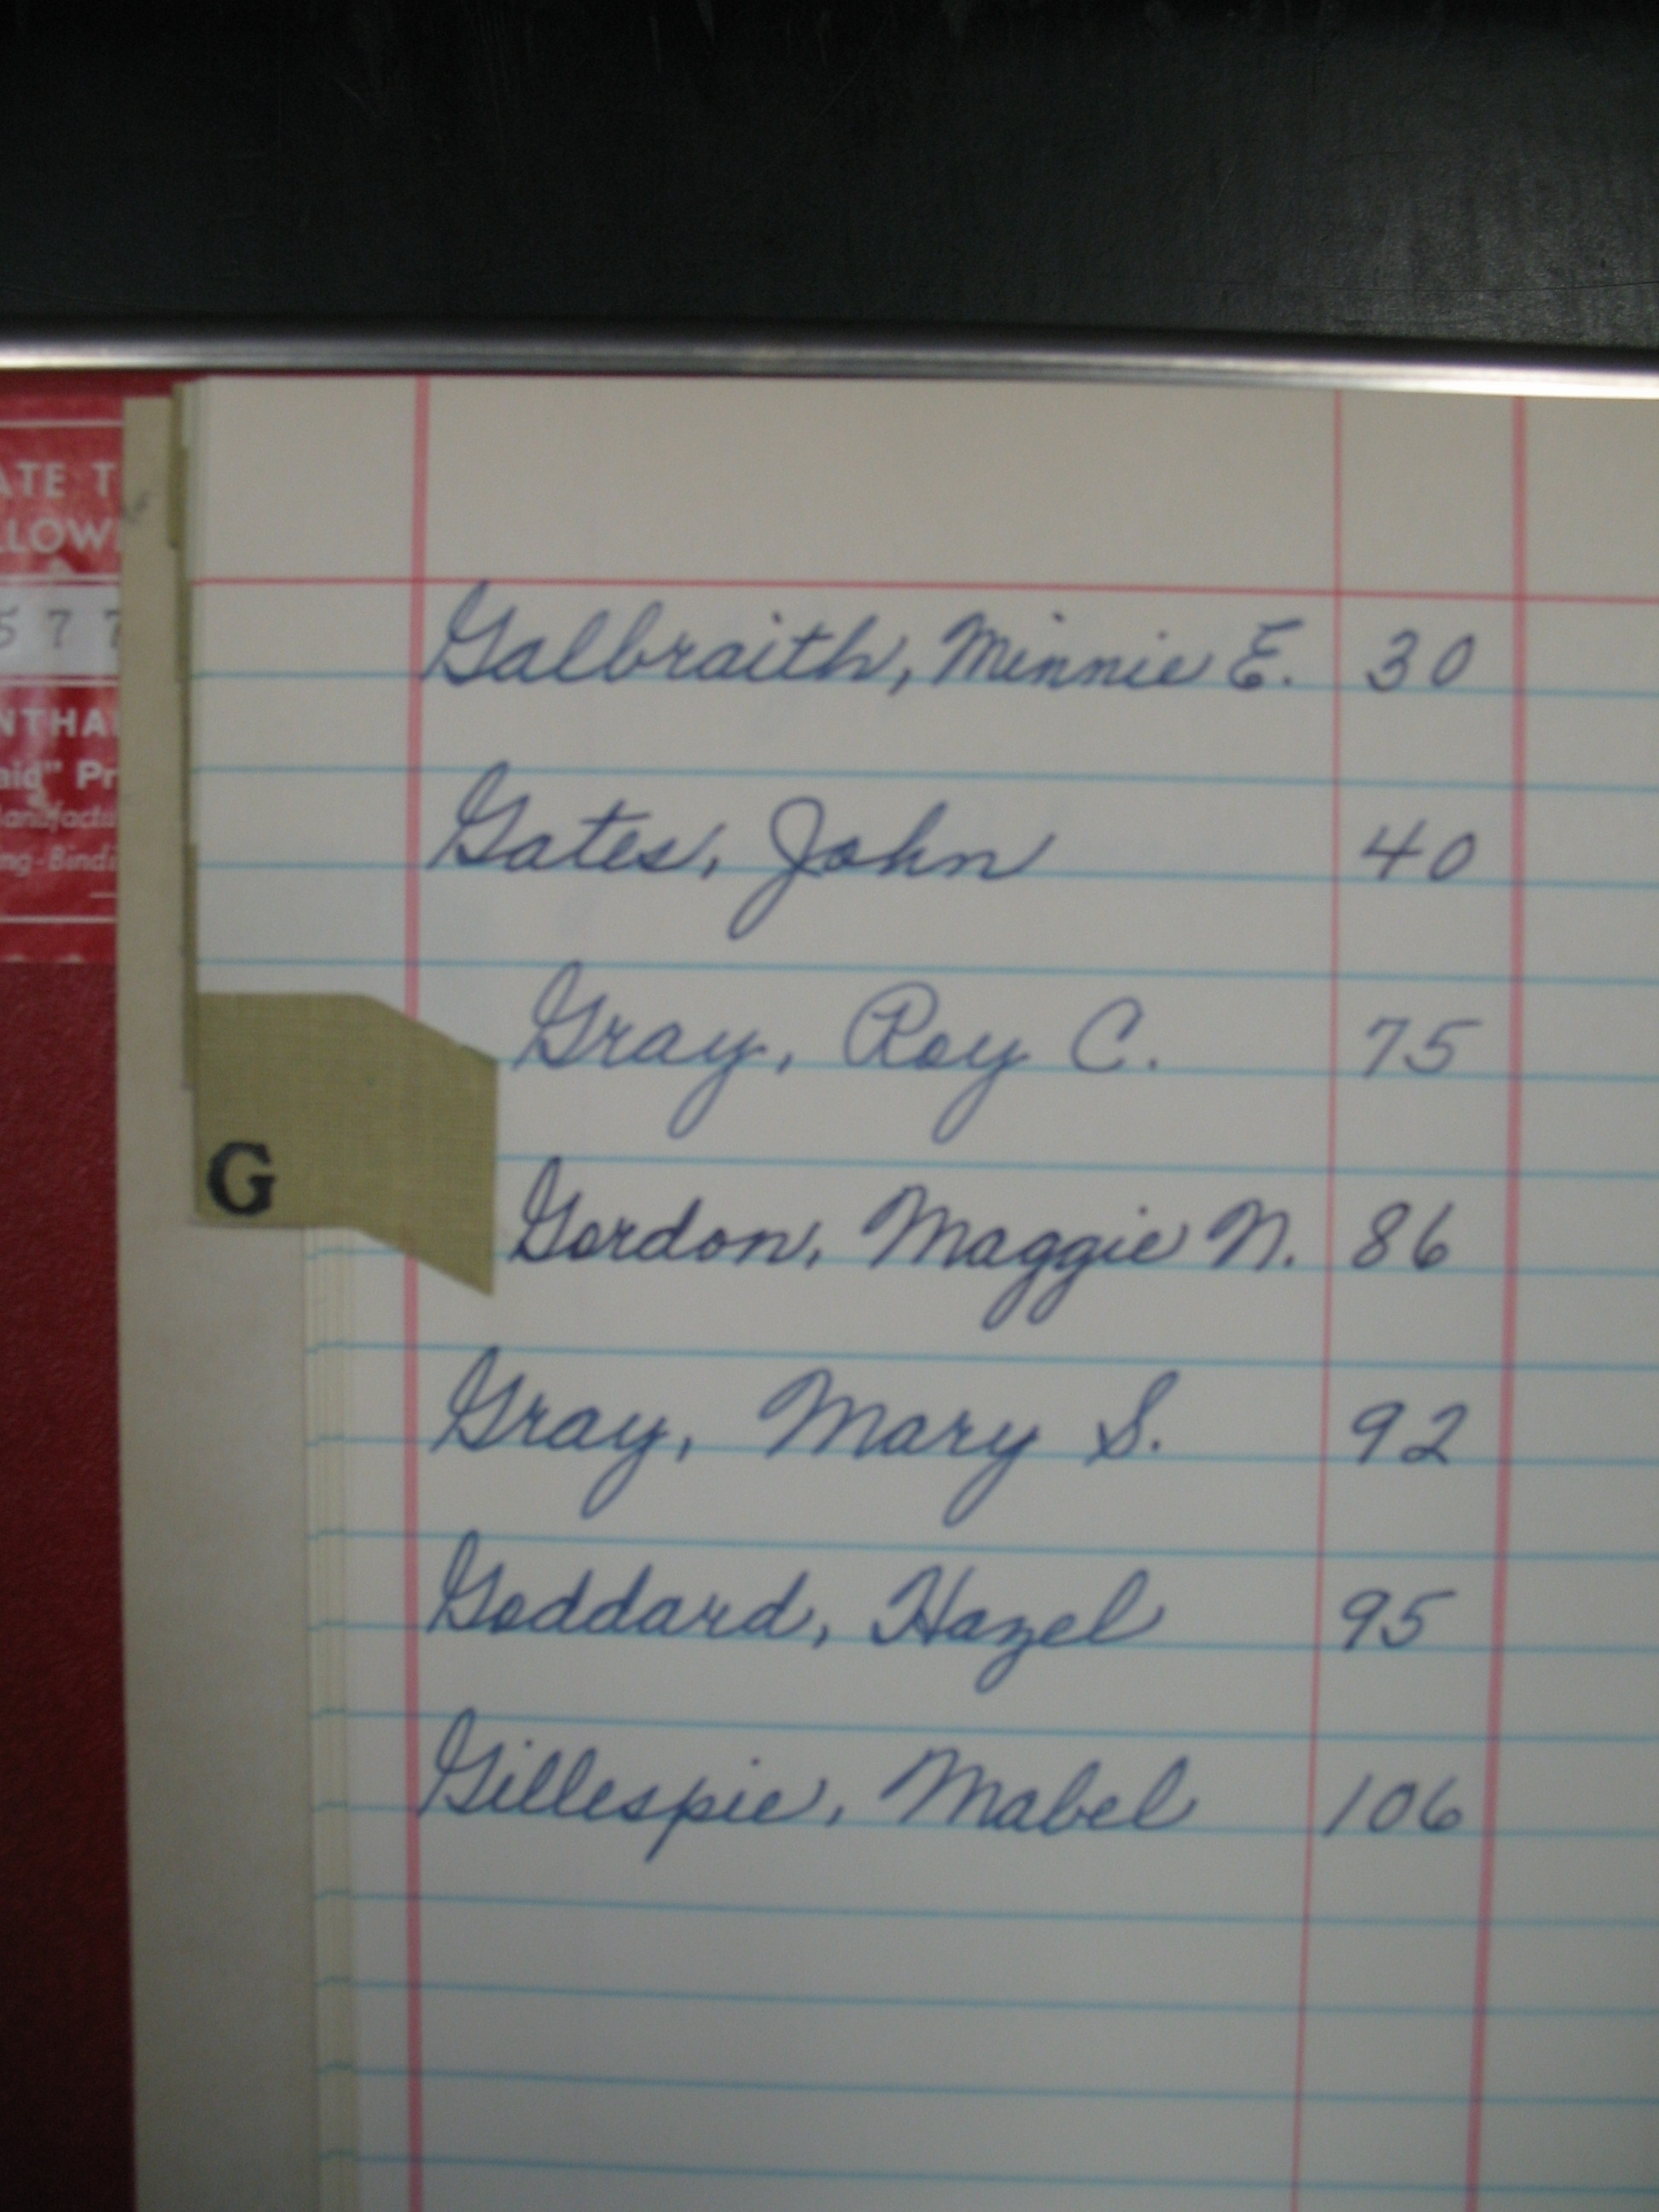 ATE T
LLOW
577
NTHA
aid" Pr
Manufactu
ing-Bindi
Galbraith, Minnie E. 30
Gates, John 40
Gray, Roy C. 75
G
Gordon, Maggie N. 86
Gray, Mary S. 92
Goddard, Hazel 95
Gillespie, Mabel 106